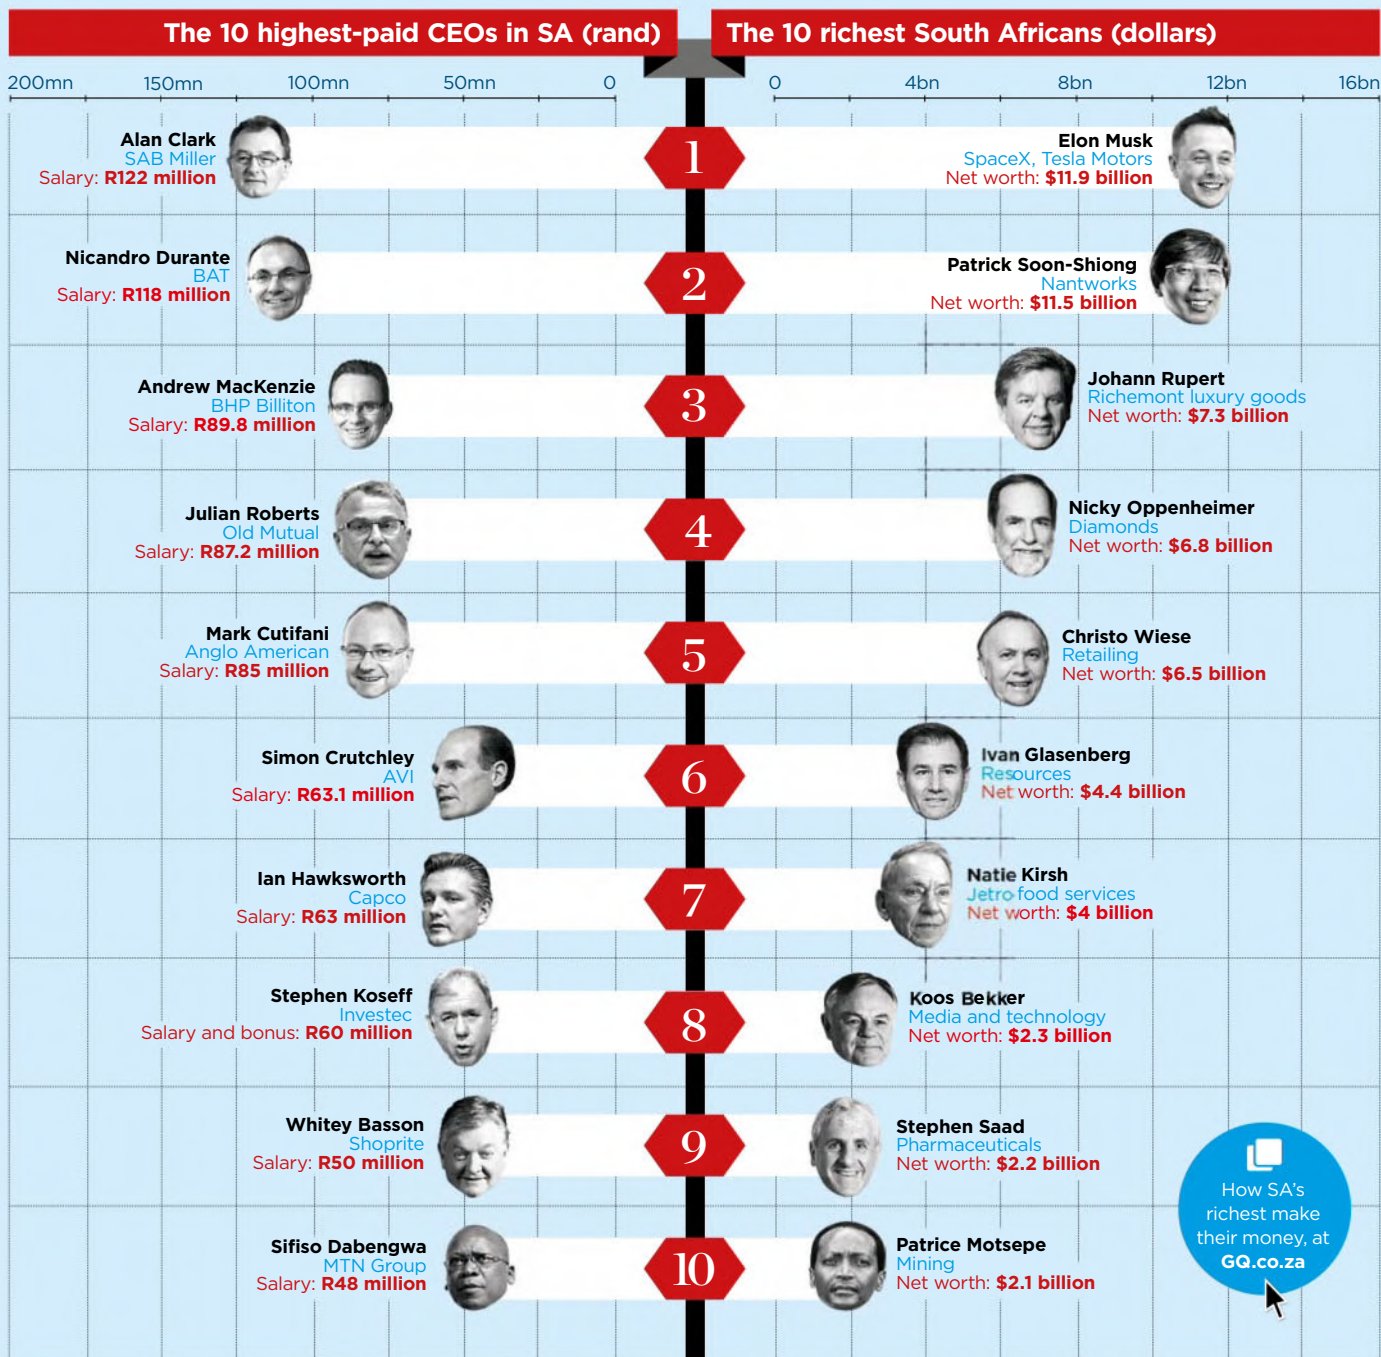 The 10 highest-paid CEOs in SA (rand)
The 10 richest South Africans (dollars)
200mn 150mn 100mn 50mn 0
0 4bn 8bn 12bn 16bn
Alan Clark
SAB Miller
Salary: R122 million
1
Elon Musk
SpaceX, Tesla Motors
Net worth: $11.9 billion
Nicandro Durante
BAT
Salary: R118 million
2
Patrick Soon-Shiong
Nantworks
Net worth: $11.5 billion
Andrew MacKenzie
BHP Billiton
Salary: R89.8 million
3
Johann Rupert
Richemont luxury goods
Net worth: $7.3 billion
Julian Roberts
Old Mutual
Salary: R87.2 million
4
Nicky Oppenheimer
Diamonds
Net worth: $6.8 billion
Mark Cutifani
Anglo American
Salary: R85 million
5
Christo Wiese
Retailing
Net worth: $6.5 billion
Simon Crutchley
AVI
Salary: R63.1 million
6
Ivan Glasenberg
Resources
Net worth: $4.4 billion
Ian Hawksworth
Capco
Salary: R63 million
7
Natie Kirsh
Jetro food services
Net worth: $4 billion
Stephen Koseff
Investec
Salary and bonus: R60 million
8
Koos Bekker
Media and technology
Net worth: $2.3 billion
Whitey Basson
Shoprite
Salary: R50 million
9
Stephen Saad
Pharmaceuticals
Net worth: $2.2 billion
Sifiso Dabengwa
MTN Group
Salary: R48 million
10
Patrice Motsepe
Mining
Net worth: $2.1 billion
How SA's
richest make
their money, at
GQ.co.za